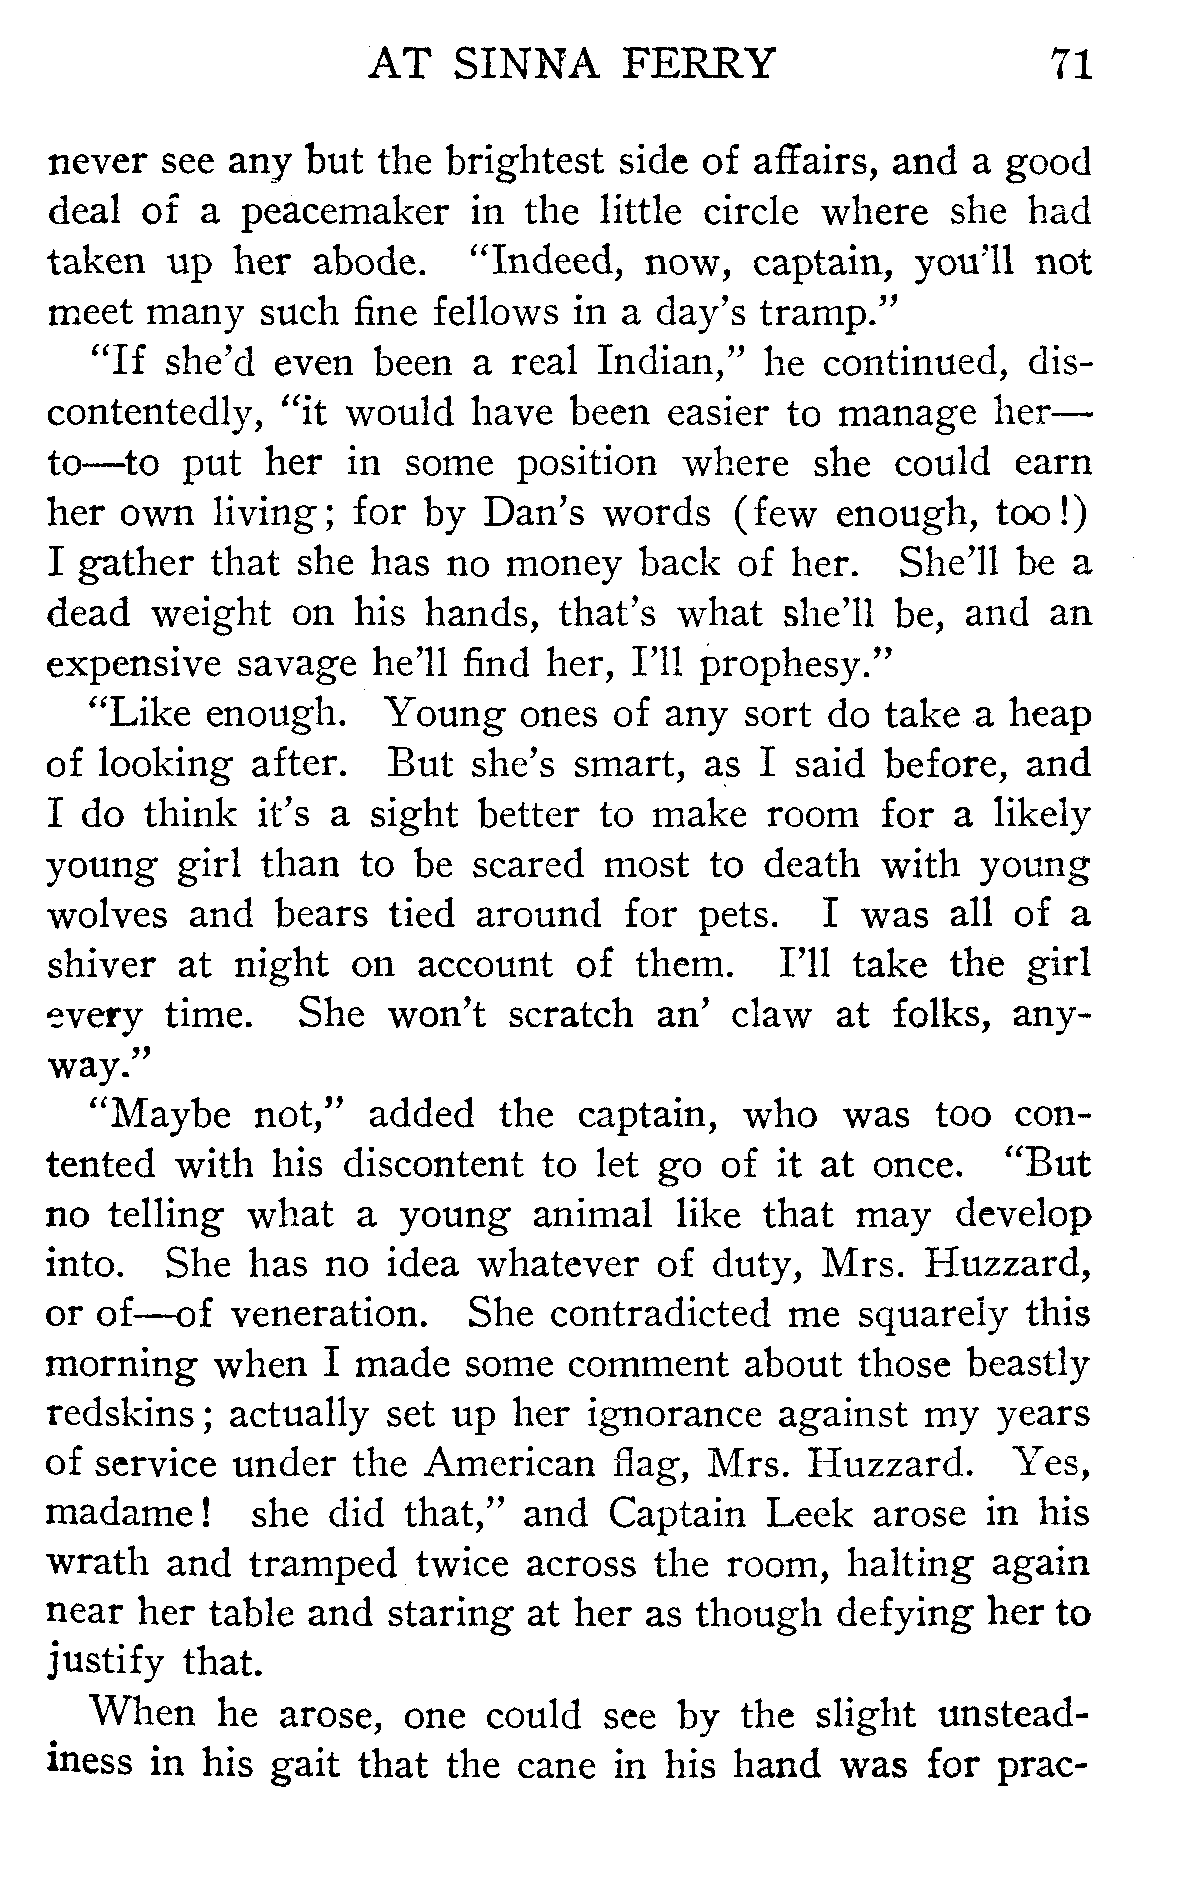 AT SINNA FERRY 71
never see any but the brightest side of affairs, and a good
deal of a peacemaker in the little circle where she had
taken up her abode. "Indeed, now, captain, you'll not
meet many such fine fellows in a day's tramp."
"If she'd even been a real Indian," he continued, dis-
contentedly, "it would have been easier to manage her—
to—to put her in some position where she could earn
her own living; for by Dan's words (few enough, too!)
I gather that she has no money back of her. She'll be a
dead weight on his hands, that's what she'll be, and an
expensive savage he'll find her, I'll prophesy."
"Like enough. Young ones of any sort do take a heap
of looking after. But she's smart, as I said before, and
I do think it's a sight better to make room for a likely
young girl than to be scared most to death with young
wolves and bears tied around for pets. I was all of a
shiver at night on account of them. I'll take the girl
every time. She won't scratch an' claw at folks, any-
way."
"Maybe not," added the captain, who was too con-
tented with his discontent to let go of it at once. "But
no telling what a young animal like that may develop
into. She has no idea whatever of duty, Mrs. Huzzard,
or of—of veneration. She contradicted me squarely this
morning when I made some comment about those beastly
redskins; actually set up her ignorance against my years
of service under the American flag, Mrs. Huzzard. Yes,
madame! she did that," and Captain Leek arose in his
wrath and tramped twice across the room, halting again
near her table and staring at her as though defying her to
justify that.
When he arose, one could see by the slight unstead-
iness in his gait that the cane in his hand was for prac-